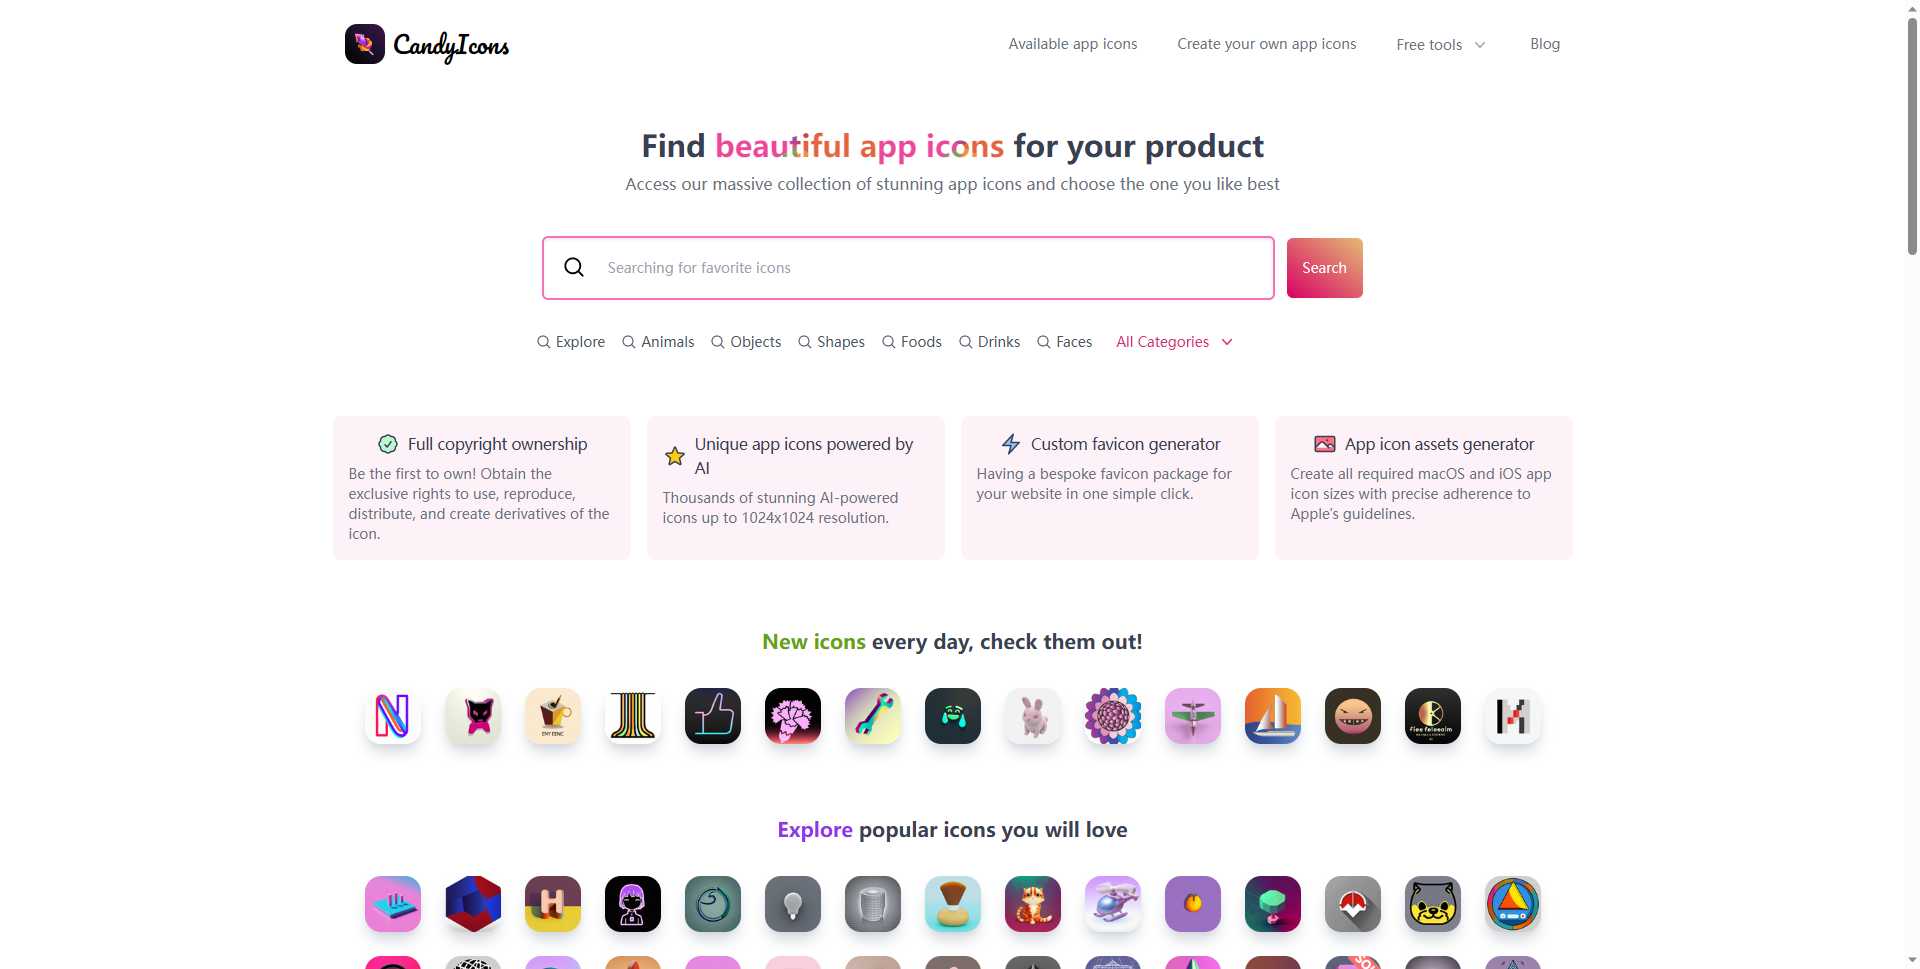 CandyIcons
Available app icons
Create your own app icons
Free tools
Blog
Find beautiful app icons for your product
Access our massive collection of stunning app icons and choose the one you like best
Searching for favorite icons
Search
Explore
Animals
Objects
Shapes
Foods
Drinks
Faces
All Categories
Full copyright ownership
Be the first to own! Obtain the
exclusive rights to use, reproduce,
distribute, and create derivatives of the
icon.
Unique app icons powered by
AI
Thousands of stunning AI-powered
icons up to 1024x1024 resolution.
Custom favicon generator
Having a bespoke favicon package for
your website in one simple click.
App icon assets generator
Create all required macOS and iOS app
icon sizes with precise adherence to
Apple's guidelines.
New icons every day, check them out!
N
Explore popular icons you will love
H